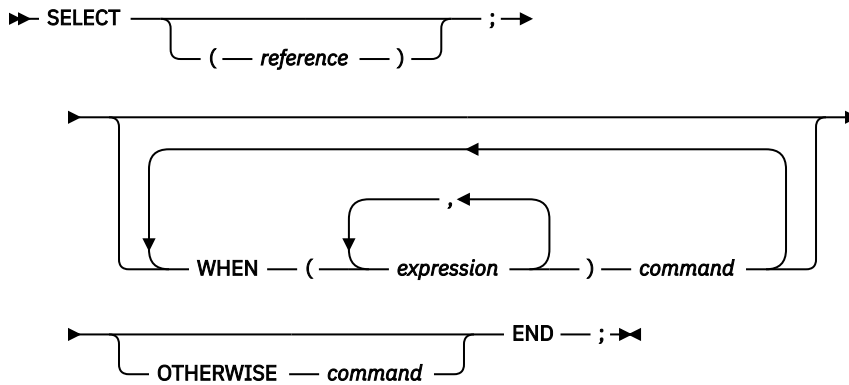 SELECT ;
( reference )
,
WHEN ( expression ) command
END ;
OTHERWISE command